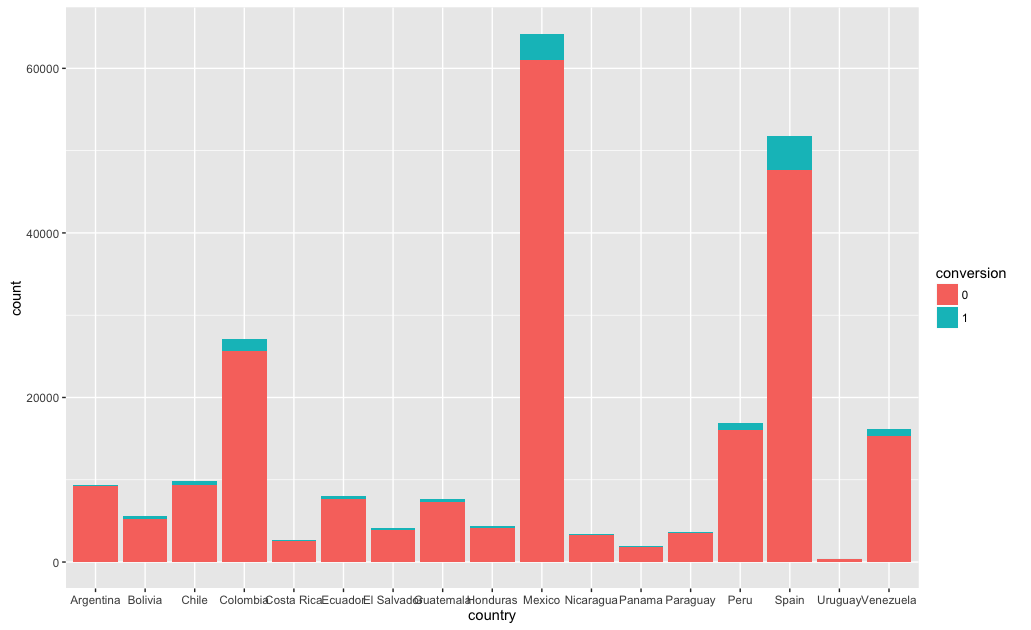 60000
40000
20000
0
count
Argentina Bolivia Chile Colombia Costa Rica Ecuador El Salvador Guatemala Honduras Mexico Nicaragua Panama Paraguay Peru Spain Uruguay Venezuela
country
conversion
0
1